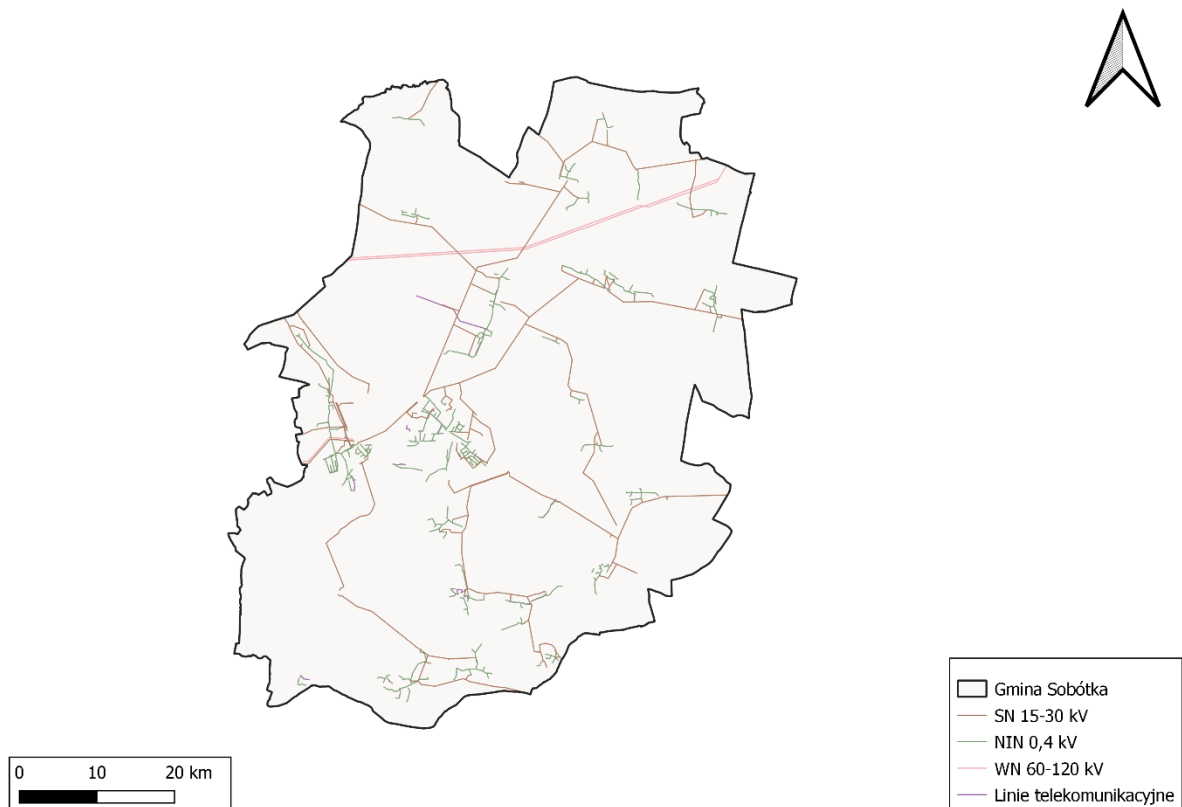 Gmina Sobótka
SN 15-30 kV
NIN 0,4 kV
WN 60-120 kV
Linie telekomunikacyjne
0 10 20 km